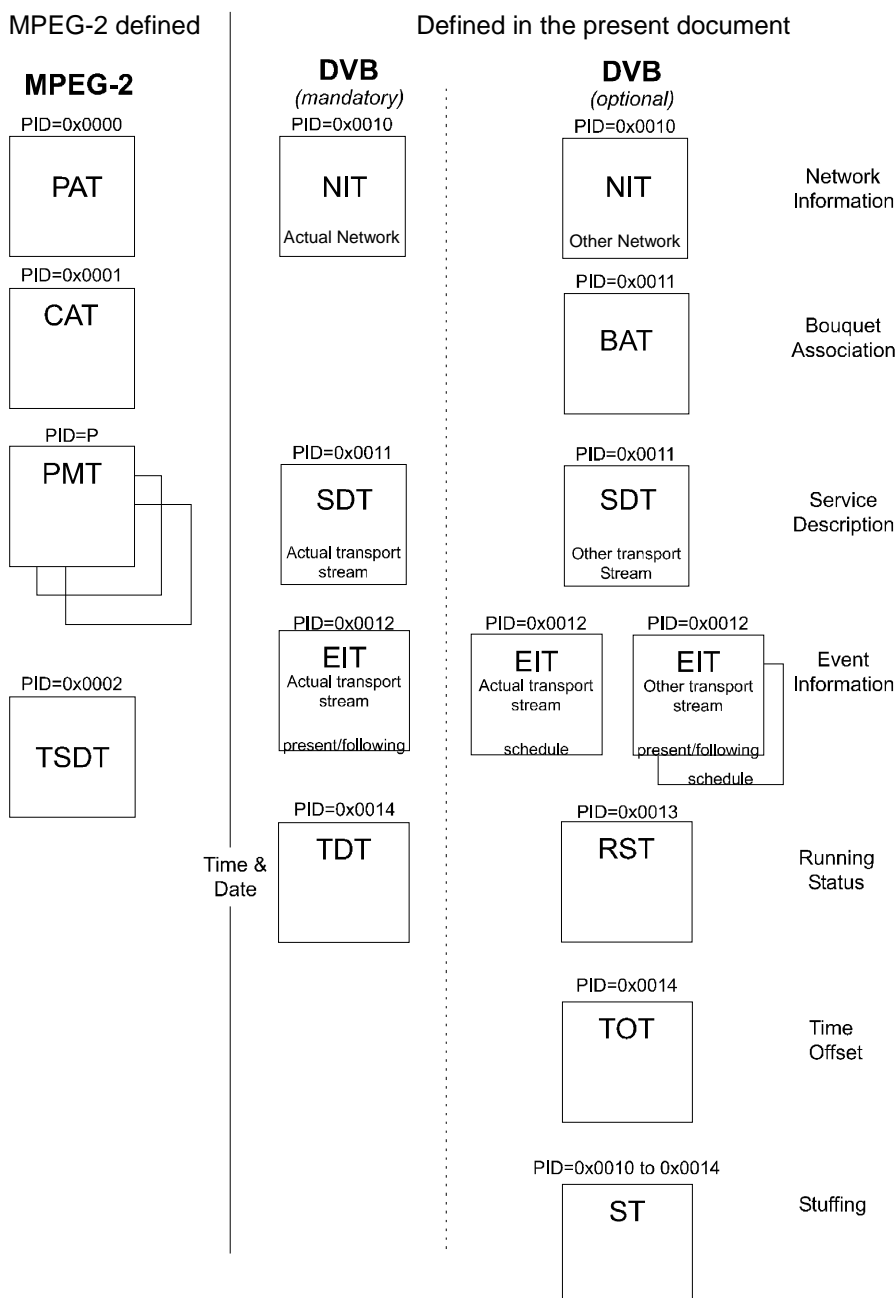 MPEG-2 defined
Defined in the present document
MPEG-2
DVB
(mandatory)
DVB
(optional)
PID=0x0000
PAT
PID=0x0010
NIT
Actual Network
PID=0x0010
NIT
Other Network
Network
Information
PID=0x0001
CAT
PID=0x0011
BAT
Bouquet
Association
PID=P
PMT
PID=0x0011
SDT
Actual transport
stream
PID=0x0011
SDT
Other transport
Stream
Service
Description
PID=0x0002
TSDT
PID=0x0012
EIT
Actual transport
stream
present/following
PID=0x0012
EIT
Actual transport
stream
schedule
PID=0x0012
EIT
Other transport
stream
present/following
schedule
Event
Information
Time &
Date
PID=0x0014
TDT
PID=0x0013
RST
Running
Status
PID=0x0014
TOT
Time
Offset
PID=0x0010 to 0x0014
ST
Stuffing